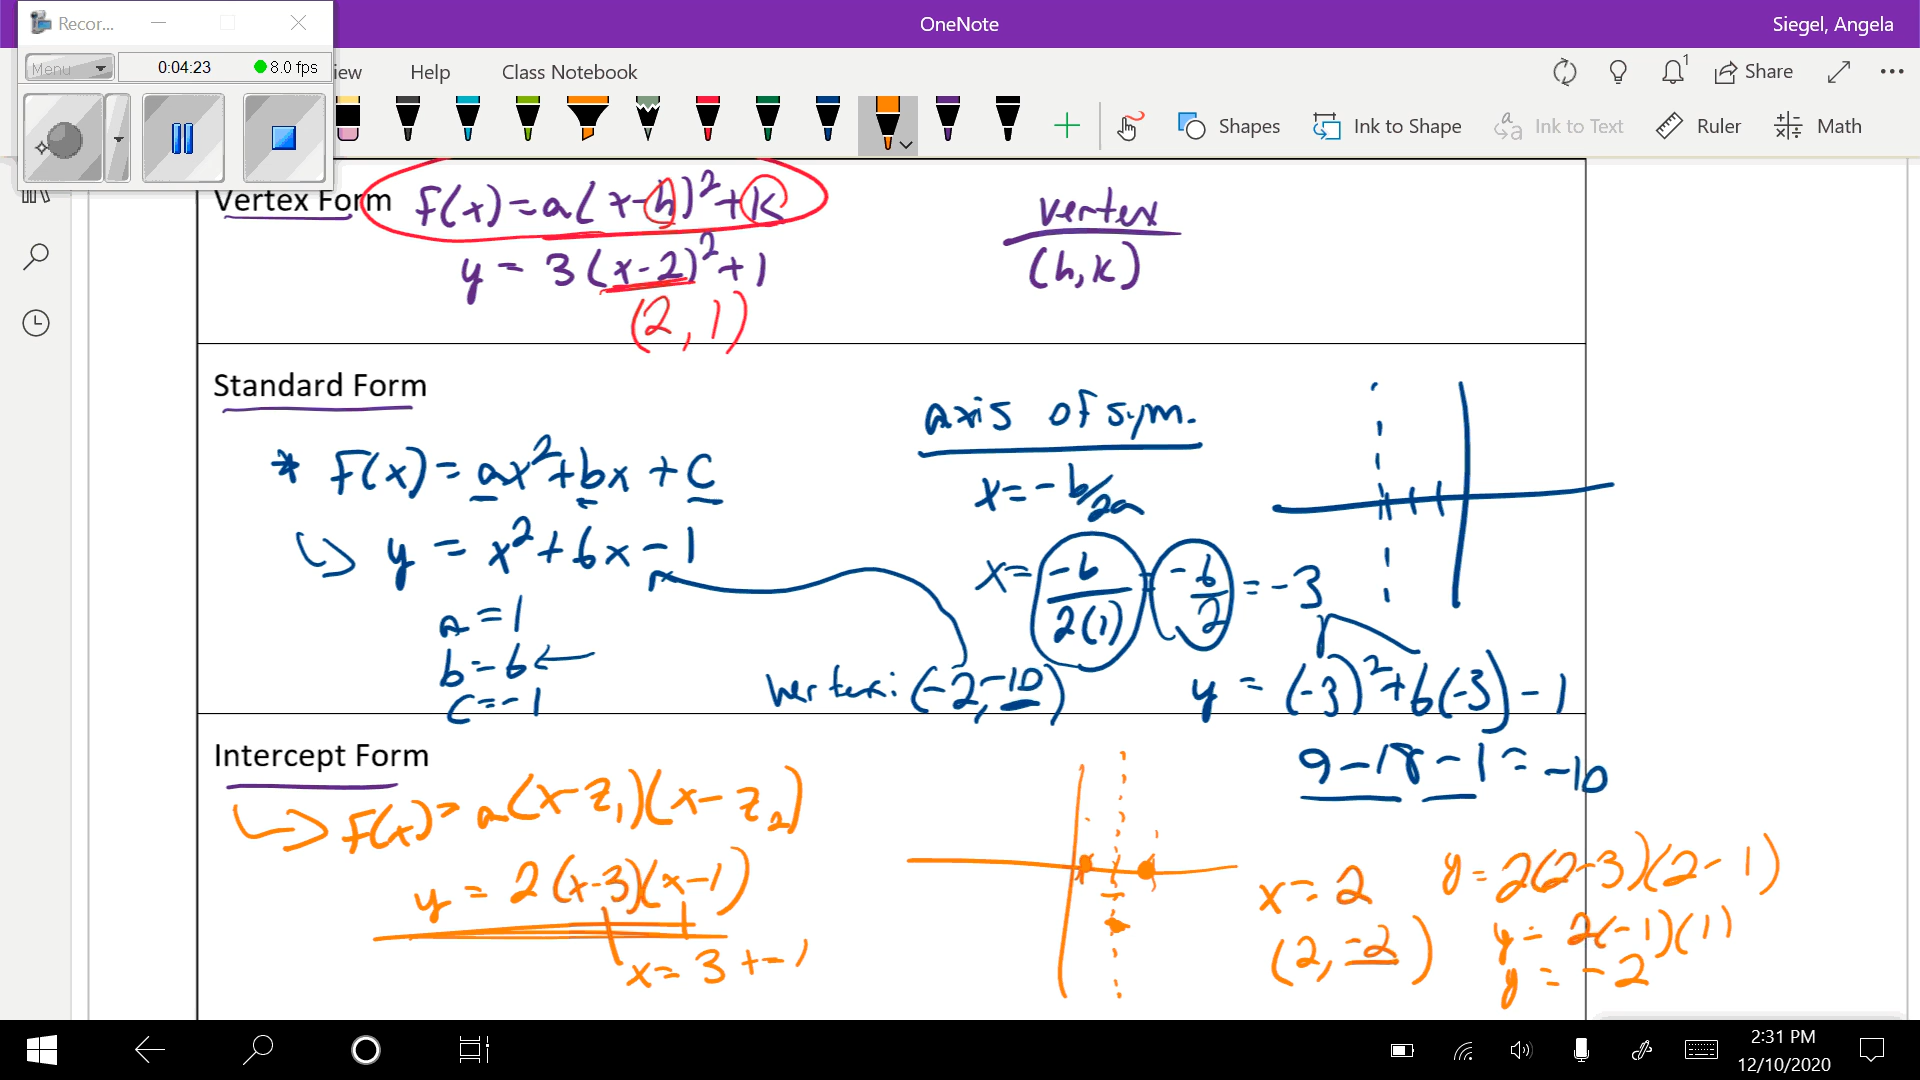 Recor...
OneNote
Siegel, Angela
Menu
0:04:23
8.0 fps
iew
Help
Class Notebook
1
Share
Shapes
Ink to Shape
Ink to Text
Ruler
Math
Vertex Form
f(x)=a(x-h)²+k
y = 3(x-2)²+1
(2, 1)
vertex
(h,k)
Standard Form
* f(x)=ax²+bx+c
y = x²+6x-1
a=1
b=6
c=-1
axis of sym.
x=-b/2a
x= -6/2(1) = -6/2 = -3
vertex: (-2,-10)
y = (-3)²+6(-3)-1
9-18-1=-10
Intercept Form
f(x)=a(x-z₁)(x-z₂)
y = 2(x-3)(x-1)
x= 3 + 1
x= 2
(2, -2)
y= 2(2-3)(2-1)
y= 2(-1)(1)
y= -2
2:31 PM
12/10/2020